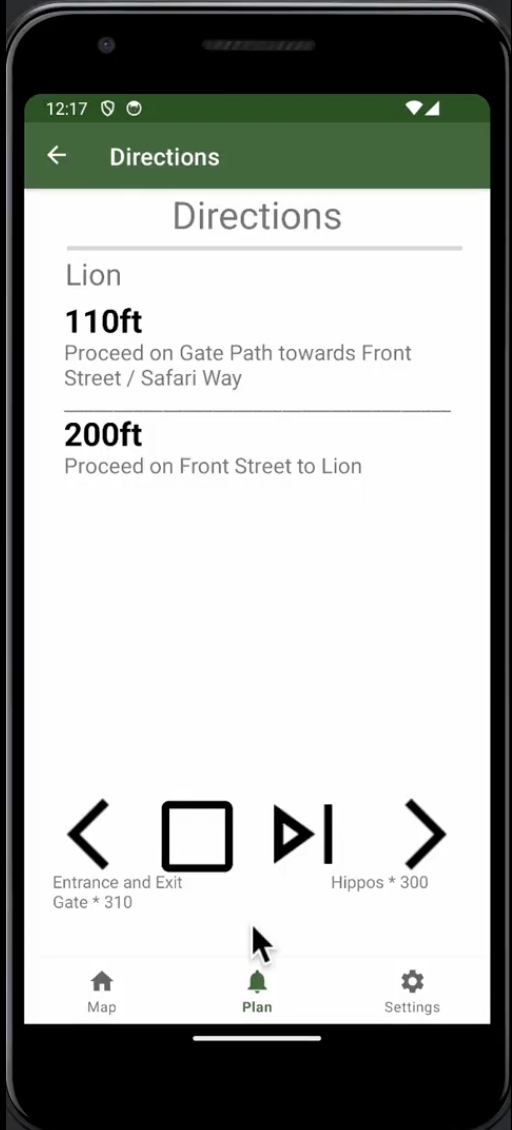 12:17
Directions
Directions
Lion
110ft
Proceed on Gate Path towards Front
Street / Safari Way
200ft
Proceed on Front Street to Lion
Entrance and Exit
Gate * 310
Hippos * 300
Map
Plan
Settings